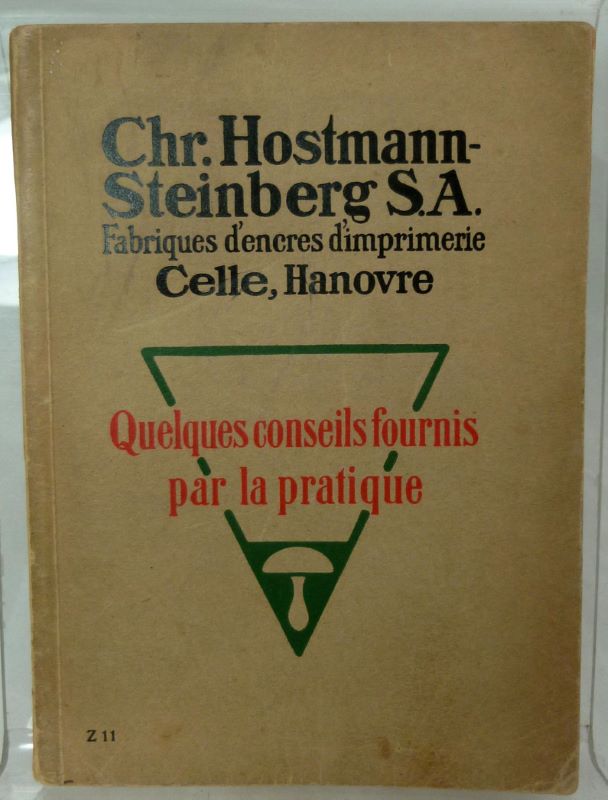 Chr. Hostmann-
Steinberg S.A.
Fabriques d'encres d'imprimerie
Celle, Hanovre
Quelques conseils fournis
par la pratique
Z 11